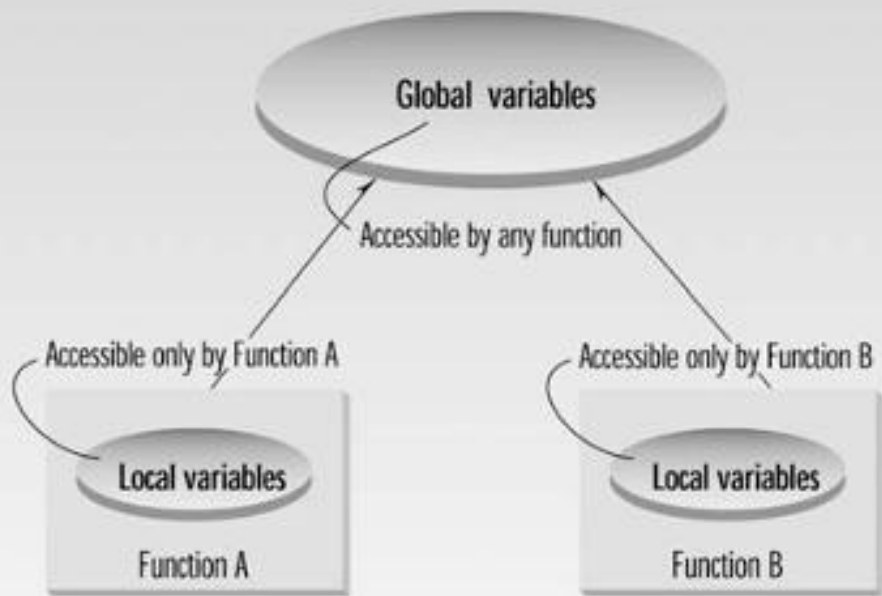 Global variables
Accessible by any function
Accessible only by Function A
Accessible only by Function B
Local variables
Local variables
Function A
Function B